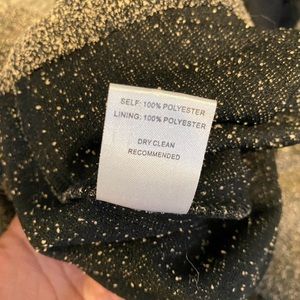 SELF: 100% POLYESTER
LINING: 100% POLYESTER
DRY CLEAN
RECOMMENDED